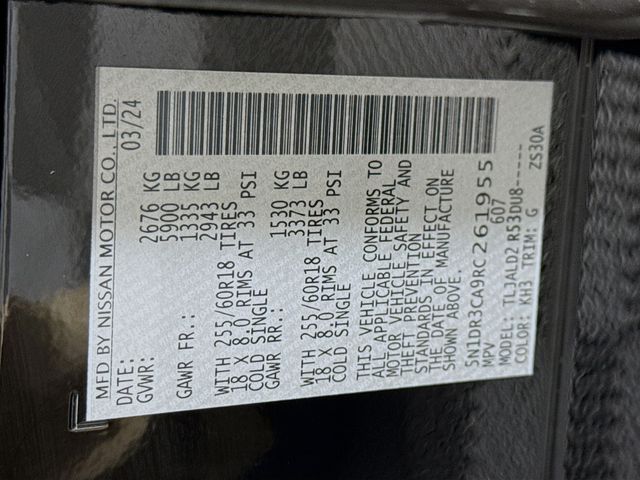 MFD BY NISSAN MOTOR CO., LTD.
DATE: 03/24
GVWR: 2676 KG
5900 LB
GAWR FR.: 1335 KG
2943 LB
WITH 255/60R18 TIRES
18 X 8.0 RIMS AT 33 PSI
COLD SINGLE
GAWR RR.: 1530 KG
3373 LB
WITH 255/60R18 TIRES
18 X 8.0 RIMS AT 33 PSI
COLD SINGLE
THIS VEHICLE CONFORMS TO
ALL APPLICABLE FEDERAL
MOTOR VEHICLE SAFETY AND
THEFT PREVENTION
STANDARDS IN EFFECT ON
THE DATE OF MANUFACTURE
SHOWN ABOVE.
5N1DR3CA9RC261955
MPV 607
MODEL: TL3ALD2 R53DU8-----
COLOR: KH3 TRIM: G ZS30A